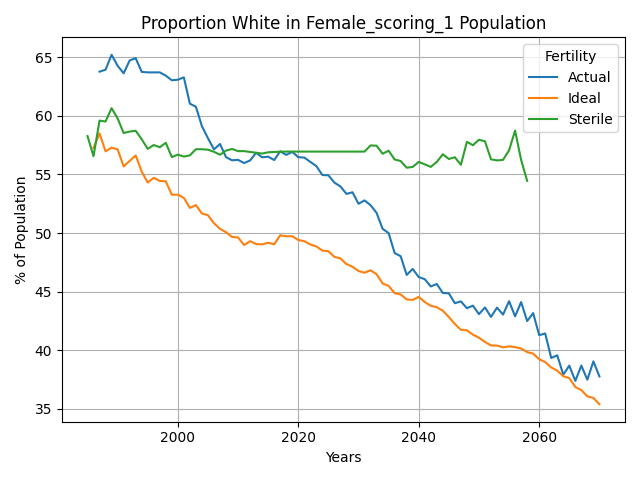 Proportion White in Female_scoring_1 Population
% of Population
65
60
55
50
45
40
35
2000
2020
2040
2060
Years
Fertility
Actual
Ideal
Sterile